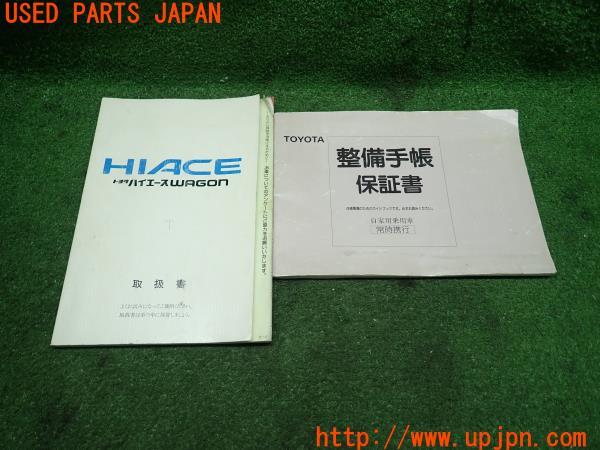 USED PARTS JAPAN
HIACE
トヨタハイエースWAGON
取扱書
TOYOTA
整備手帳
保証書
自家用乗用車
常時携行
http://www.upjpn.com/